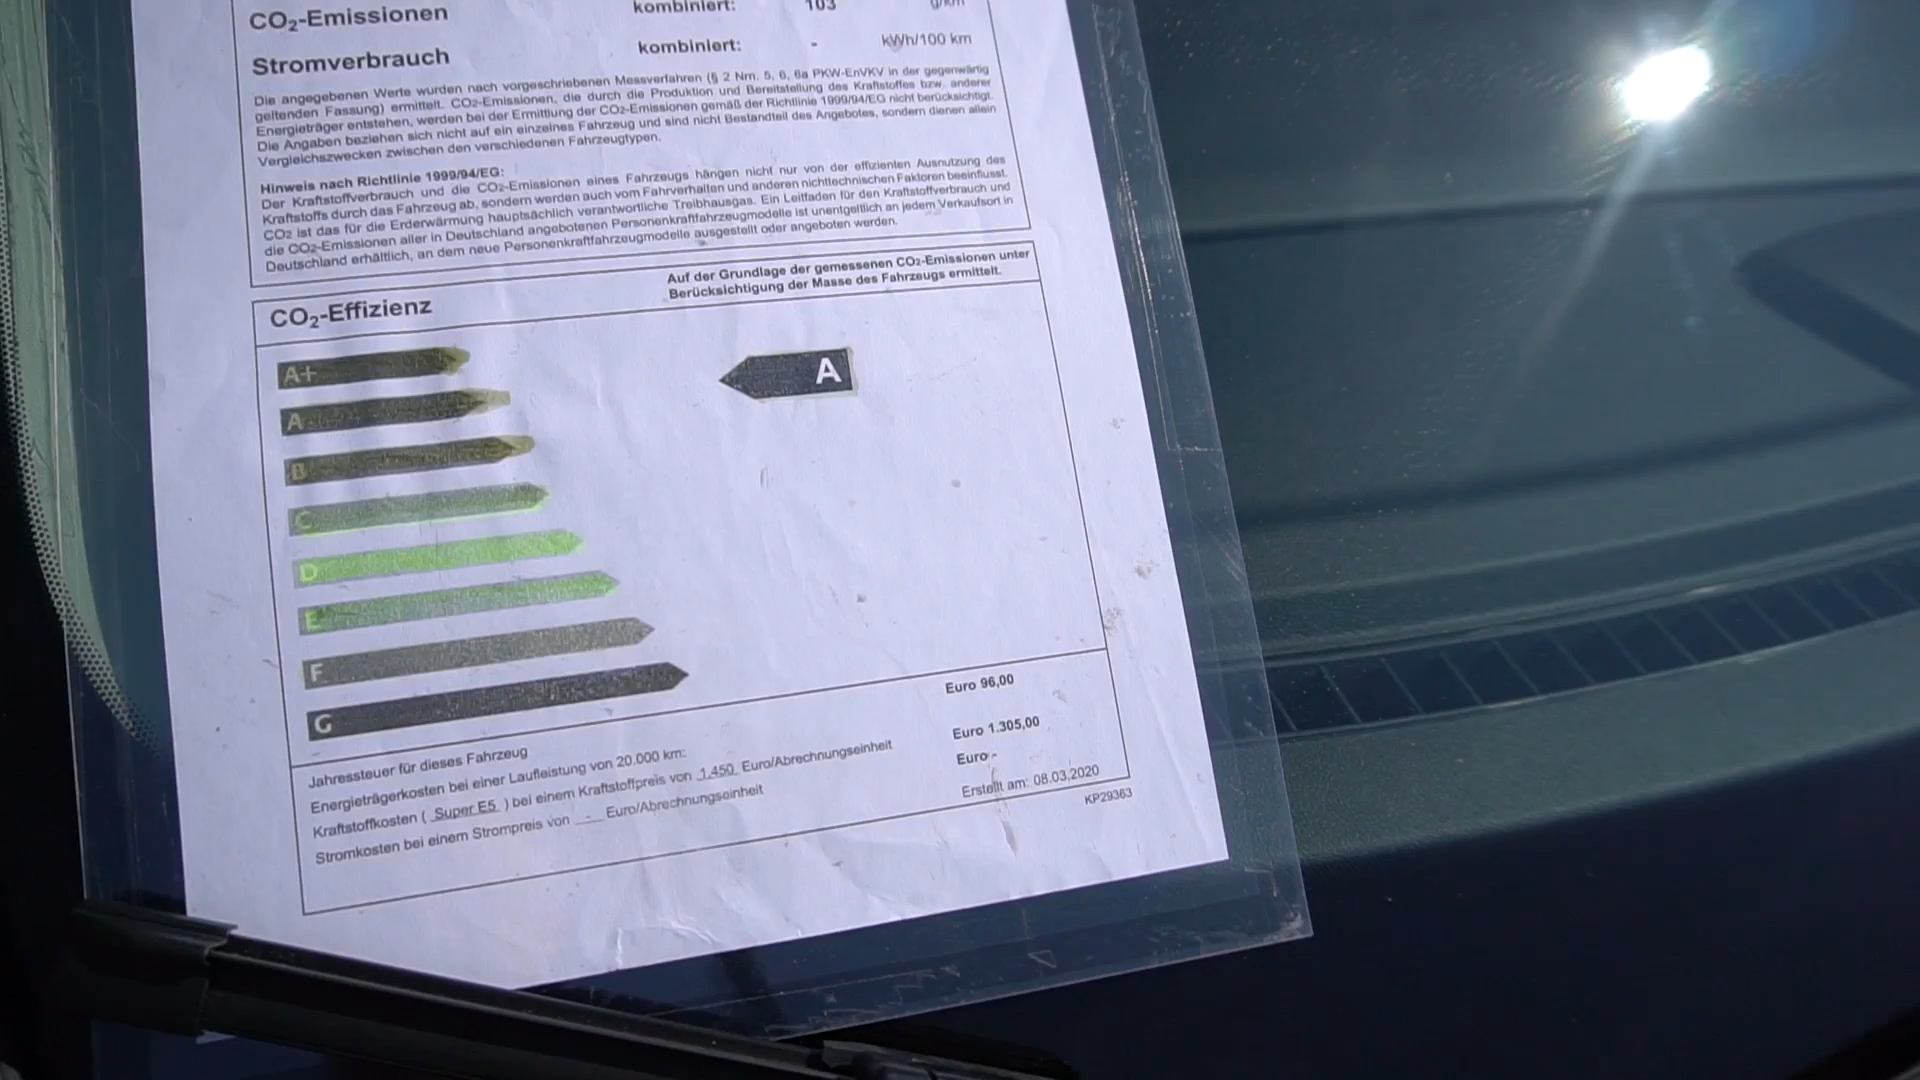 CO₂-Emissionen kombiniert: 103 g/km
Stromverbrauch kombiniert: - kWh/100 km
Die angegebenen Werte wurden nach vorgeschriebenen Messverfahren (§ 2 Nrn. 5, 6, 6a PKW-EnVKV in der gegenwärtig
geltenden Fassung) ermittelt. CO₂-Emissionen, die durch die Produktion und Bereitstellung des Kraftstoffes bzw. anderer
Energieträger entstehen, werden bei der Ermittlung der CO₂-Emissionen gemäß der Richtlinie 1999/94/EG nicht berücksichtigt.
Die Angaben beziehen sich nicht auf ein einzelnes Fahrzeug und sind nicht Bestandteil des Angebotes, sondern dienen allein
Vergleichszwecken zwischen den verschiedenen Fahrzeugtypen.
Hinweis nach Richtlinie 1999/94/EG:
Der Kraftstoffverbrauch und die CO₂-Emissionen eines Fahrzeugs hängen nicht nur von der effizienten Ausnutzung des
Kraftstoffs durch das Fahrzeug ab, sondern werden auch vom Fahrverhalten und anderen nichttechnischen Faktoren beeinflusst.
CO₂ ist das für die Erderwärmung hauptsächlich verantwortliche Treibhausgas. Ein Leitfaden für den Kraftstoffverbrauch und
die CO₂-Emissionen aller in Deutschland angebotenen Personenkraftfahrzeugmodelle ist unentgeltlich an jedem Verkaufsort in
Deutschland erhältlich, an dem neue Personenkraftfahrzeugmodelle ausgestellt oder angeboten werden.
CO₂-Effizienz
Auf der Grundlage der gemessenen CO₂-Emissionen unter
Berücksichtigung der Masse des Fahrzeugs ermittelt.
A+
A
A
B
C
D
E
F
G
Jahressteuer für dieses Fahrzeug Euro 96,00
Energieträgerkosten bei einer Laufleistung von 20.000 km:
Kraftstoffkosten ( Super E5 ) bei einem Kraftstoffpreis von 1,450 Euro/Abrechnungseinheit Euro 1.305,00
Stromkosten bei einem Strompreis von - Euro/Abrechnungseinheit Euro -
Erstellt am: 08.03.2020
KP29363